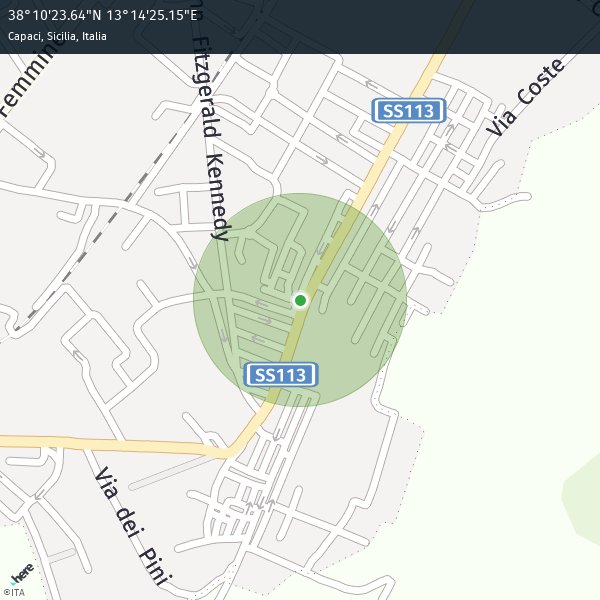 38°10'23.64"N 13°14'25.15"E
Capaci, Sicilia, Italia
Fitzgerald Kennedy
SS113
Via Coste
SS113
Via dei Pini
here
©ITA